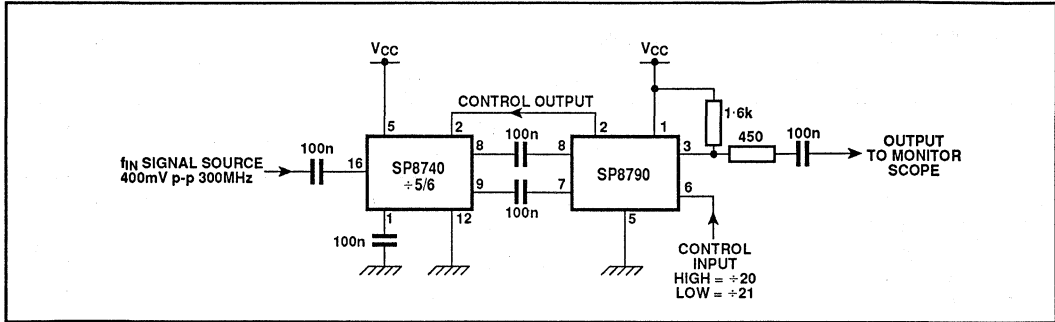 VCC
VCC
CONTROL OUTPUT
1·6k
5
2
2
1
450
100n
fIN SIGNAL SOURCE
400mV p-p 300MHz
100n
16
SP8740
÷5/6
8
100n
8
SP8790
3
OUTPUT
TO MONITOR
SCOPE
9
100n
7
6
1
12
5
100n
CONTROL
INPUT
HIGH = ÷20
LOW = ÷21